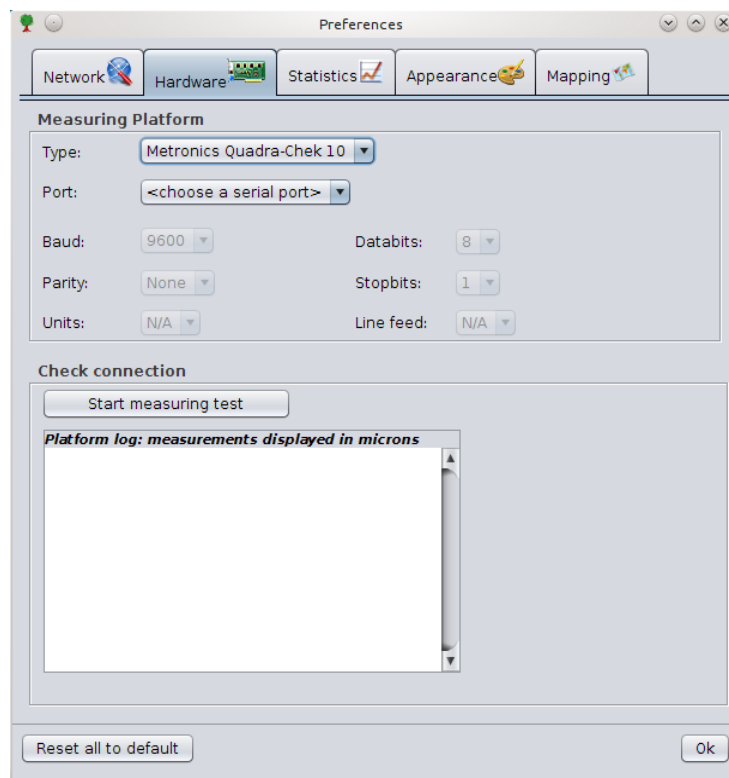 Preferences
Network Hardware Statistics Appearance Mapping
Measuring Platform
Type: Metronics Quadra-Chek 10
Port: <choose a serial port>
Baud: 9600 Databits: 8
Parity: None Stopbits: 1
Units: N/A Line feed: N/A
Check connection
Start measuring test
Platform log: measurements displayed in microns
Reset all to default Ok